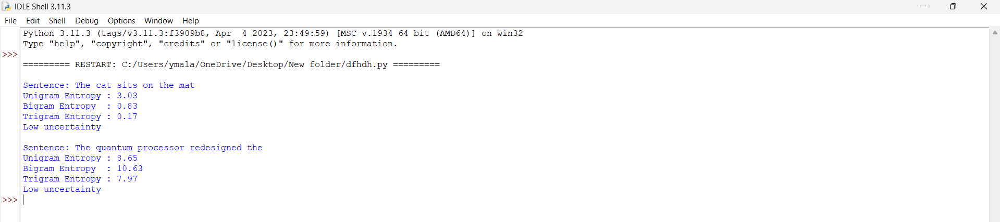 IDLE Shell 3.11.3
File Edit Shell Debug Options Window Help
Python 3.11.3 (tags/v3.11.3:f3909b8, Apr  4 2023, 23:49:59) [MSC v.1934 64 bit (AMD64)] on win32
Type "help", "copyright", "credits" or "license()" for more information.
>>>
========= RESTART: C:/Users/ymala/OneDrive/Desktop/New folder/dfhdh.py =========
Sentence: The cat sits on the mat
Unigram Entropy : 3.03
Bigram Entropy  : 0.83
Trigram Entropy : 0.17
Low uncertainty
Sentence: The quantum processor redesigned the
Unigram Entropy : 8.65
Bigram Entropy  : 10.63
Trigram Entropy : 7.97
Low uncertainty
>>>